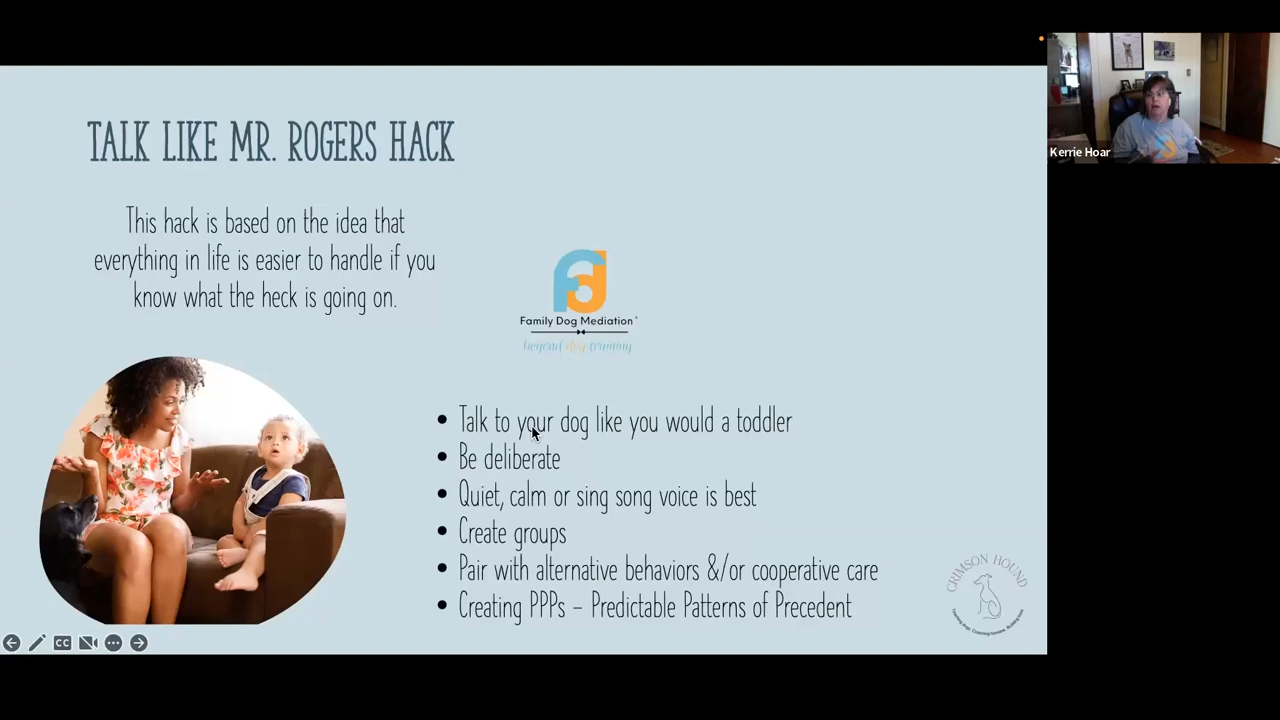 TALK LIKE MR. ROGERS HACK
This hack is based on the idea that
everything in life is easier to handle if you
know what the heck is going on.
Family Dog Mediation
beyond dog training
• Talk to your dog like you would a toddler
• Be deliberate
• Quiet, calm or sing song voice is best
• Create groups
• Pair with alternative behaviors &/or cooperative care
• Creating PPPs – Predictable Patterns of Precedent
CRIMSON HOUND
CC
Kerrie Hoar